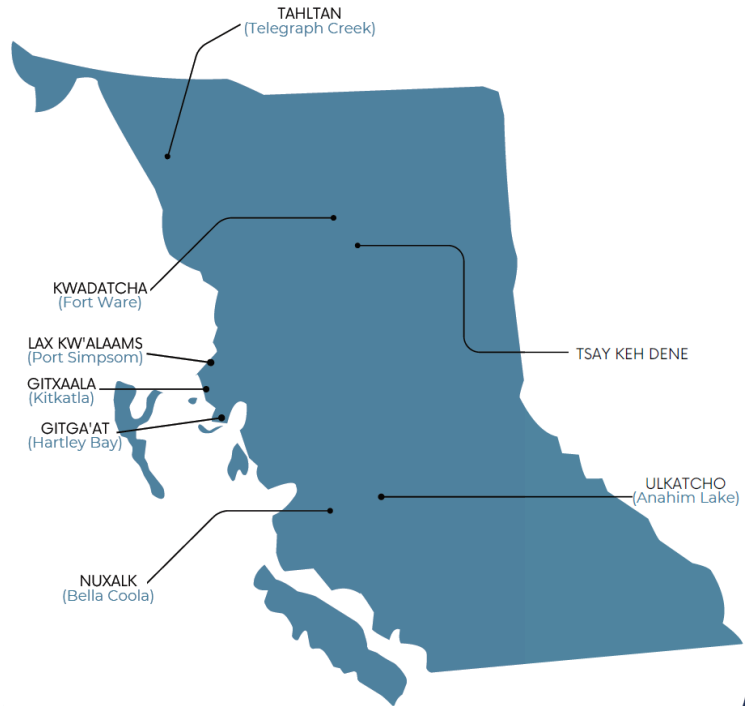 TAHLTAN
(Telegraph Creek)
KWADATCHA
(Fort Ware)
LAX KW'ALAAMS
(Port Simpsom)
TSAY KEH DENE
GITXAALA
(Kitkatla)
GITGA'AT
(Hartley Bay)
ULKATCHO
(Anahim Lake)
NUXALK
(Bella Coola)